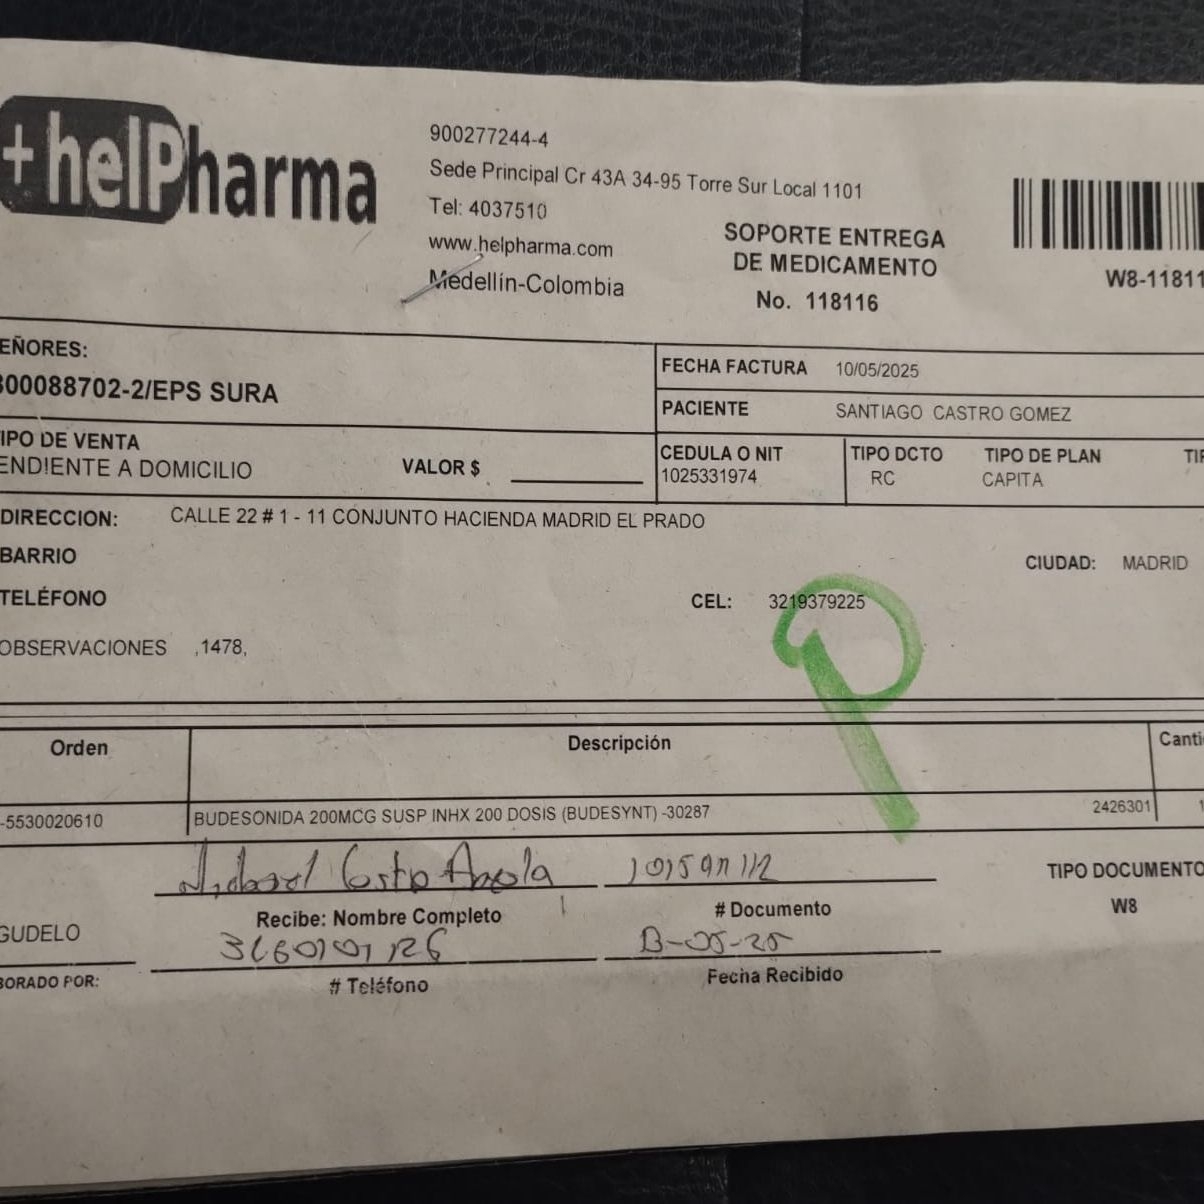 +helPharma
900277244-4
Sede Principal Cr 43A 34-95 Torre Sur Local 1101
Tel: 4037510
www.helpharma.com
Medellín-Colombia
SOPORTE ENTREGA
DE MEDICAMENTO
No. 118116
W8-11811
EÑORES:
800088702-2/EPS SURA
FECHA FACTURA 10/05/2025
PACIENTE SANTIAGO CASTRO GOMEZ
IPO DE VENTA
ENDIENTE A DOMICILIO
VALOR $
CEDULA O NIT
1025331974
TIPO DCTO
RC
TIPO DE PLAN
CAPITA
TIP
DIRECCION: CALLE 22 # 1 - 11 CONJUNTO HACIENDA MADRID EL PRADO
BARRIO
CIUDAD: MADRID
TELÉFONO
CEL: 3219379225
OBSERVACIONES ,1478,
P
Orden Descripción Canti
-5530020610 BUDESONIDA 200MCG SUSP INHX 200 DOSIS (BUDESYNT) -30287 2426301 1
Castro
TIPO DOCUMENTO
W8
Recibe: Nombre Completo # Documento
GUDELO
BORADO POR:
# Teléfono Fecha Recibido